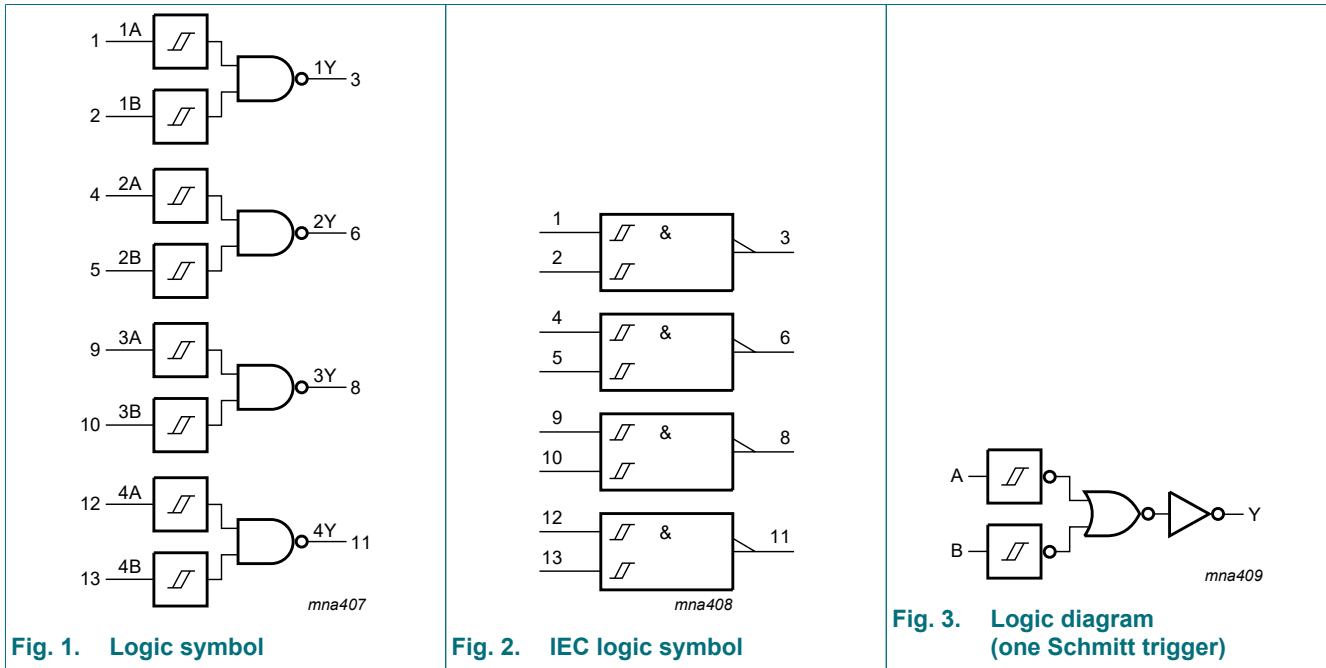 1 1A
2 1B
1Y 3
4 2A
5 2B
2Y 6
9 3A
10 3B
3Y 8
12 4A
13 4B
4Y 11
mna407
Fig. 1. Logic symbol
1 & 3
2
4 & 6
5
9 & 8
10
12 & 11
13
mna408
Fig. 2. IEC logic symbol
A
B
Y
mna409
Fig. 3. Logic diagram
(one Schmitt trigger)